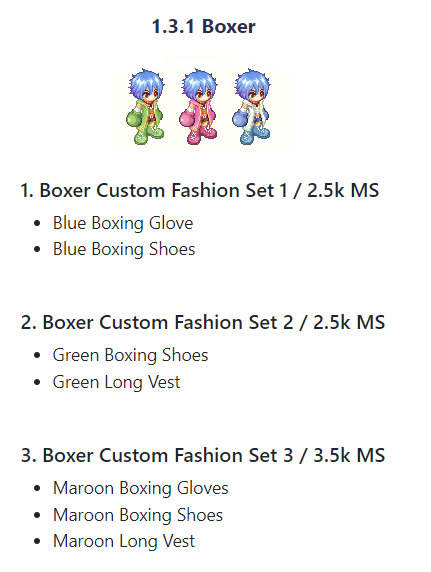 1.3.1 Boxer
1. Boxer Custom Fashion Set 1 / 2.5k MS
• Blue Boxing Glove
• Blue Boxing Shoes
2. Boxer Custom Fashion Set 2 / 2.5k MS
• Green Boxing Shoes
• Green Long Vest
3. Boxer Custom Fashion Set 3 / 3.5k MS
• Maroon Boxing Gloves
• Maroon Boxing Shoes
• Maroon Long Vest